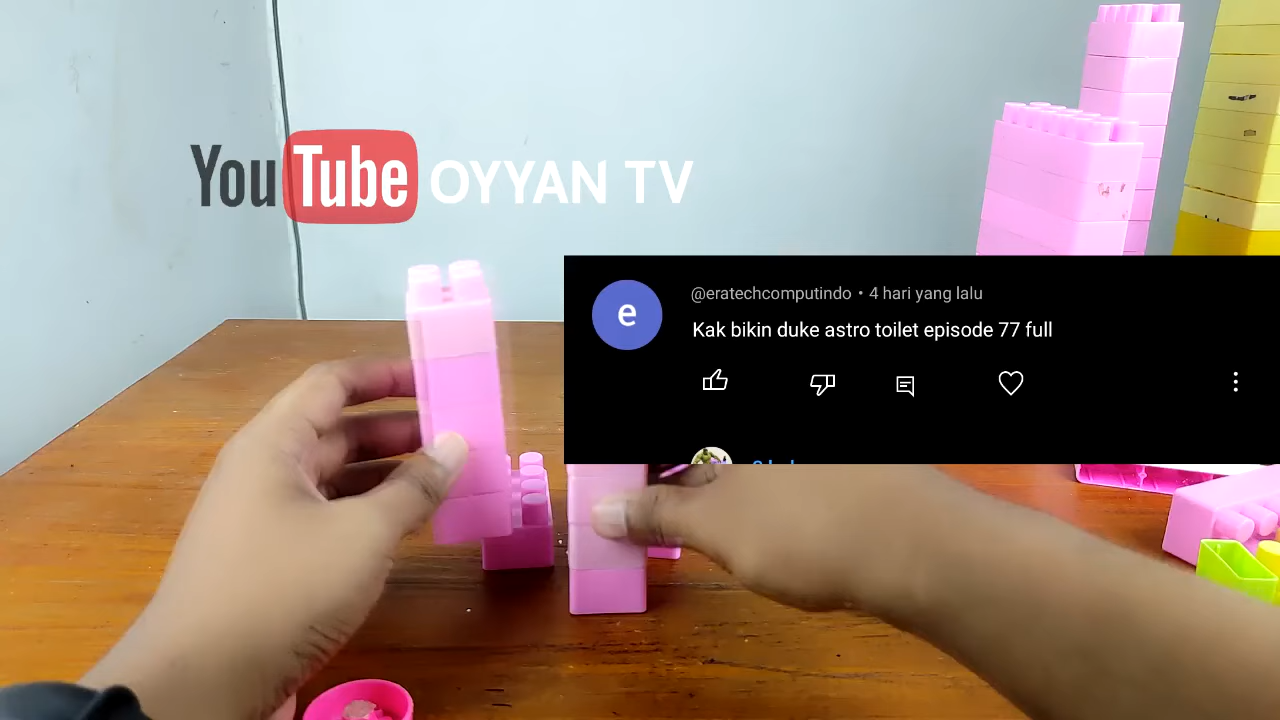 YouTube OYYAN TV
@eratechcomputindo • 4 hari yang lalu
Kak bikin duke astro toilet episode 77 full